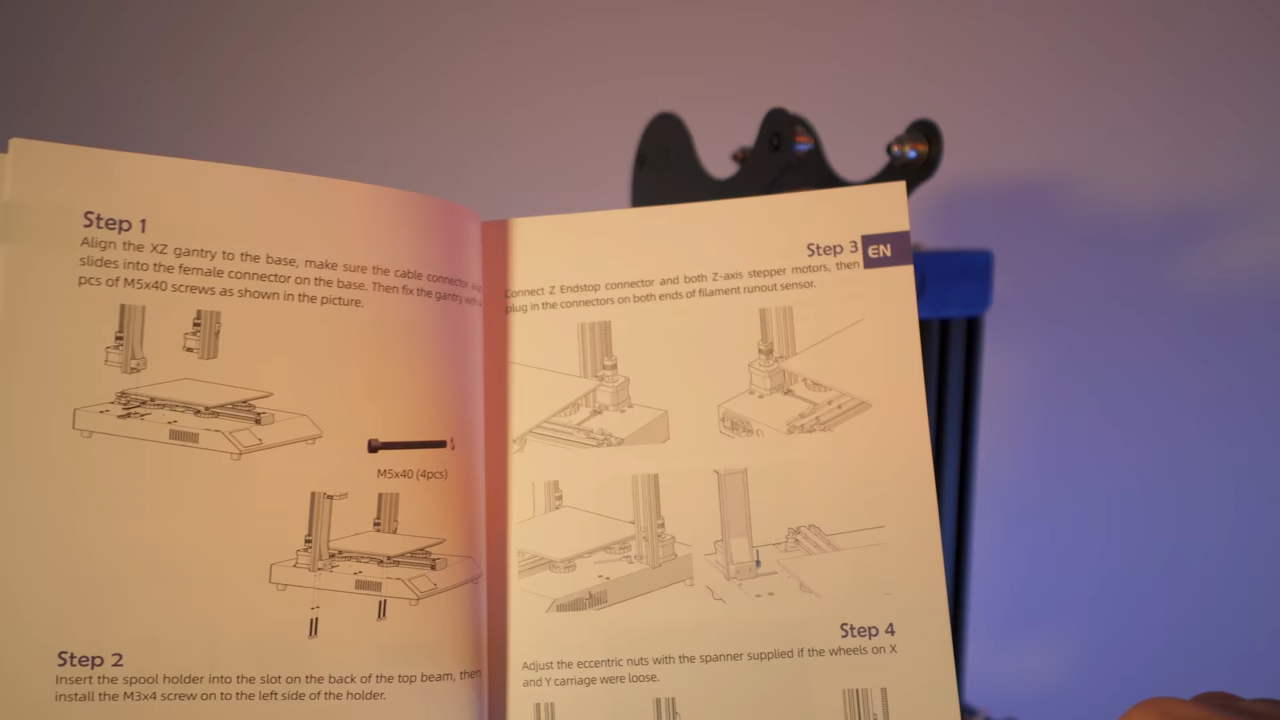 Step 1
Align the XZ gantry to the base, make sure the cable connector
slides into the female connector on the base. Then fix the gantry with
pcs of M5x40 screws as shown in the picture.
M5x40 (4pcs)
Step 2
Insert the spool holder into the slot on the back of the top beam, then
install the M3x4 screw on to the left side of the holder.
Step 3
EN
Connect Z Endstop connector and both Z-axis stepper motors, then
plug in the connectors on both ends of filament runout sensor.
Step 4
Adjust the eccentric nuts with the spanner supplied if the wheels on X
and Y carriage were loose.